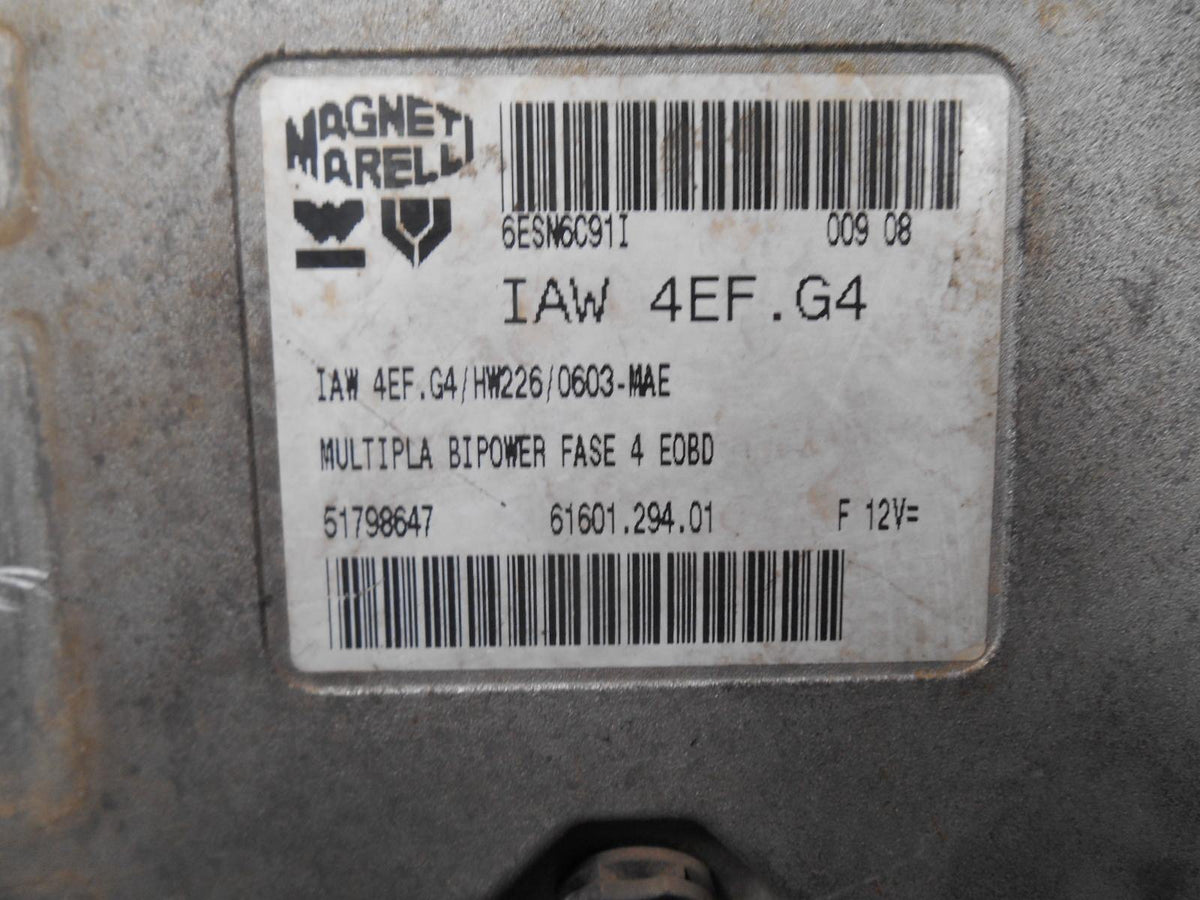 MAGNETI
MARELLI
6ESN6C91I 009 08
IAW 4EF.G4
IAW 4EF.G4/HW226/0603-MAE
MULTIPLA BIPOWER FASE 4 EOBD
51798647 61601.294.01 F 12V=